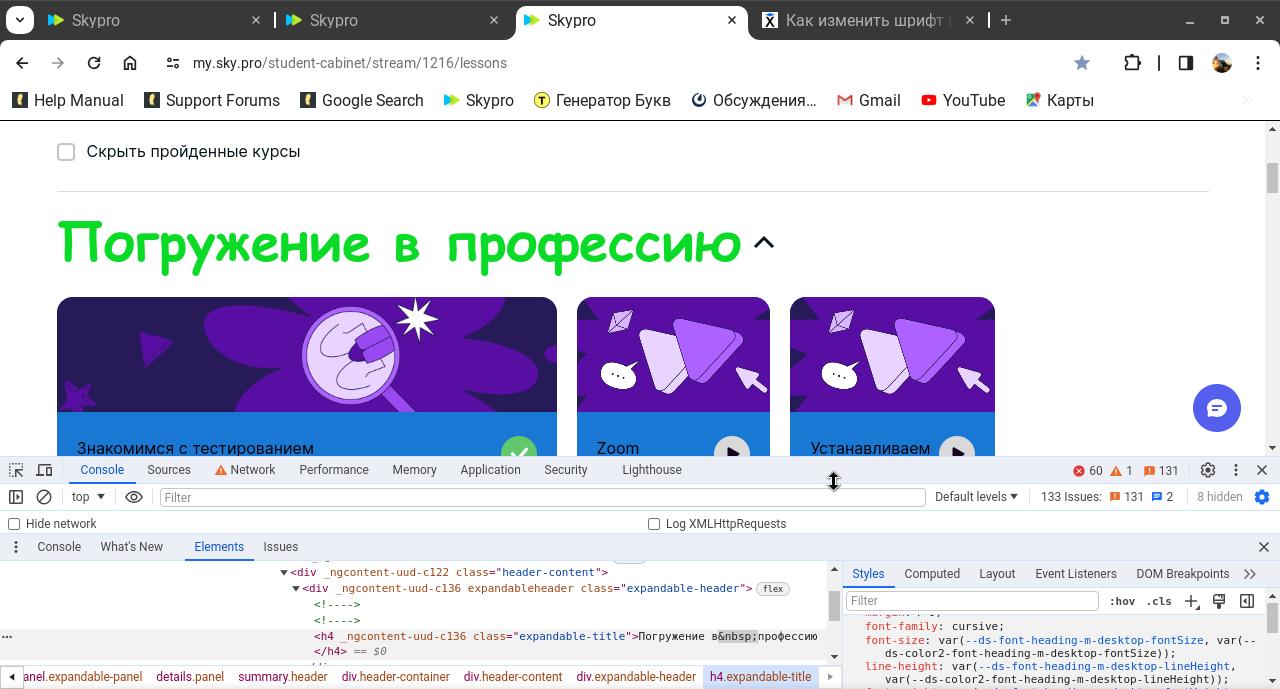 Skypro
Skypro
Skypro
Как изменить шрифт
my.sky.pro/student-cabinet/stream/1216/lessons
Help Manual
Support Forums
Google Search
Skypro
Генератор Букв
Обсуждения…
Gmail
YouTube
Карты
Скрыть пройденные курсы
Погружение в профессию
Знакомимся с тестированием
Zoom
Устанавливаем
Console Sources Network Performance Memory Application Security Lighthouse 60 1 131
top Filter Default levels 133 Issues: 131 2 8 hidden
Hide network Log XMLHttpRequests
Console What's New Elements Issues
<div _ngcontent-uud-c122 class="header-content">
<div _ngcontent-uud-c136 expandableheader class="expandable-header"> flex
<!---->
<!---->
<h4 _ngcontent-uud-c136 class="expandable-title">Погружение в&nbsp;профессию
</h4> == $0
anel.expandable-panel details.panel summary.header div.header-container div.header-content div.expandable-header h4.expandable-title
Styles Computed Layout Event Listeners DOM Breakpoints
Filter :hov .cls
font-family: cursive;
font-size: var(--ds-font-heading-m-desktop-fontSize, var(--
ds-color2-font-heading-m-desktop-fontSize));
line-height: var(--ds-font-heading-m-desktop-lineHeight,
var(--ds-color2-font-heading-m-desktop-lineHeight));